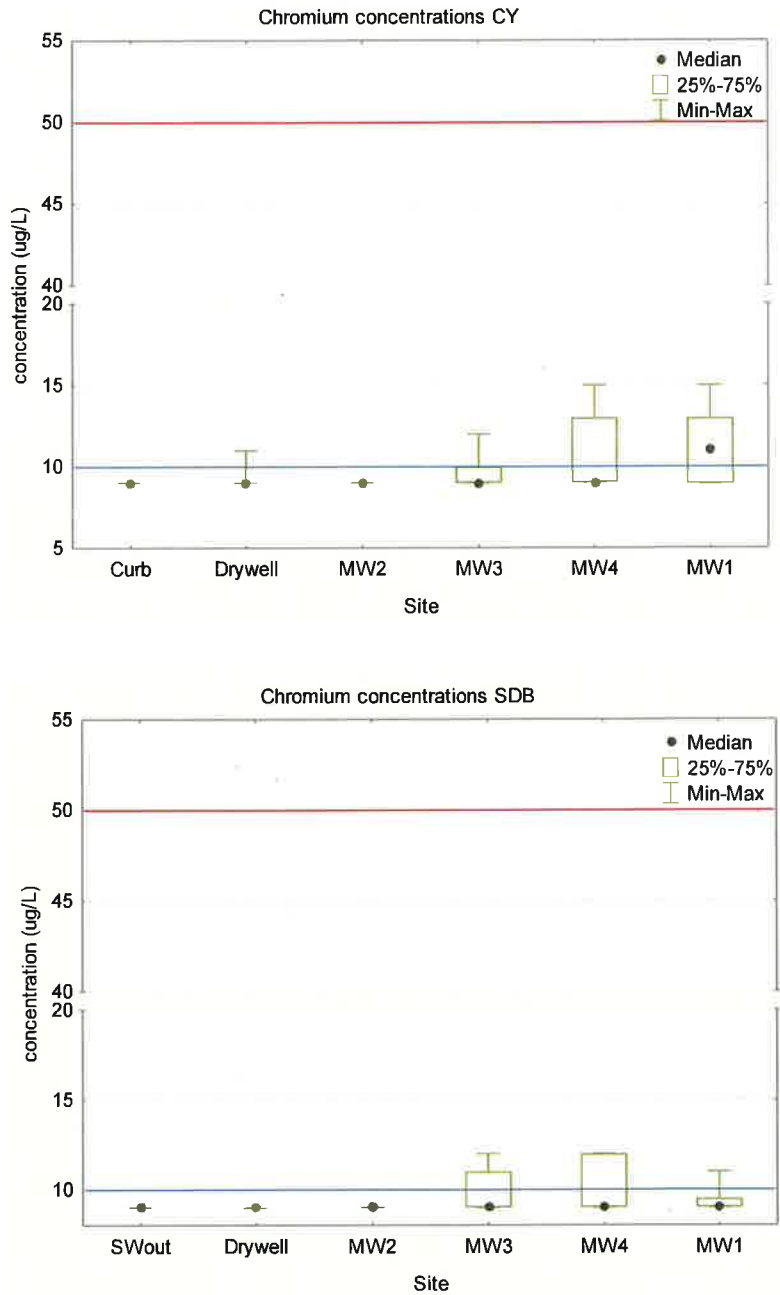 Chromium concentrations CY
55
50
45
40
20
15
10
5
concentration (ug/L)
Median
25%-75%
Min-Max
Curb Drywell MW2 MW3 MW4 MW1
Site
Chromium concentrations SDB
55
50
45
40
20
15
10
concentration (ug/L)
Median
25%-75%
Min-Max
SWout Drywell MW2 MW3 MW4 MW1
Site